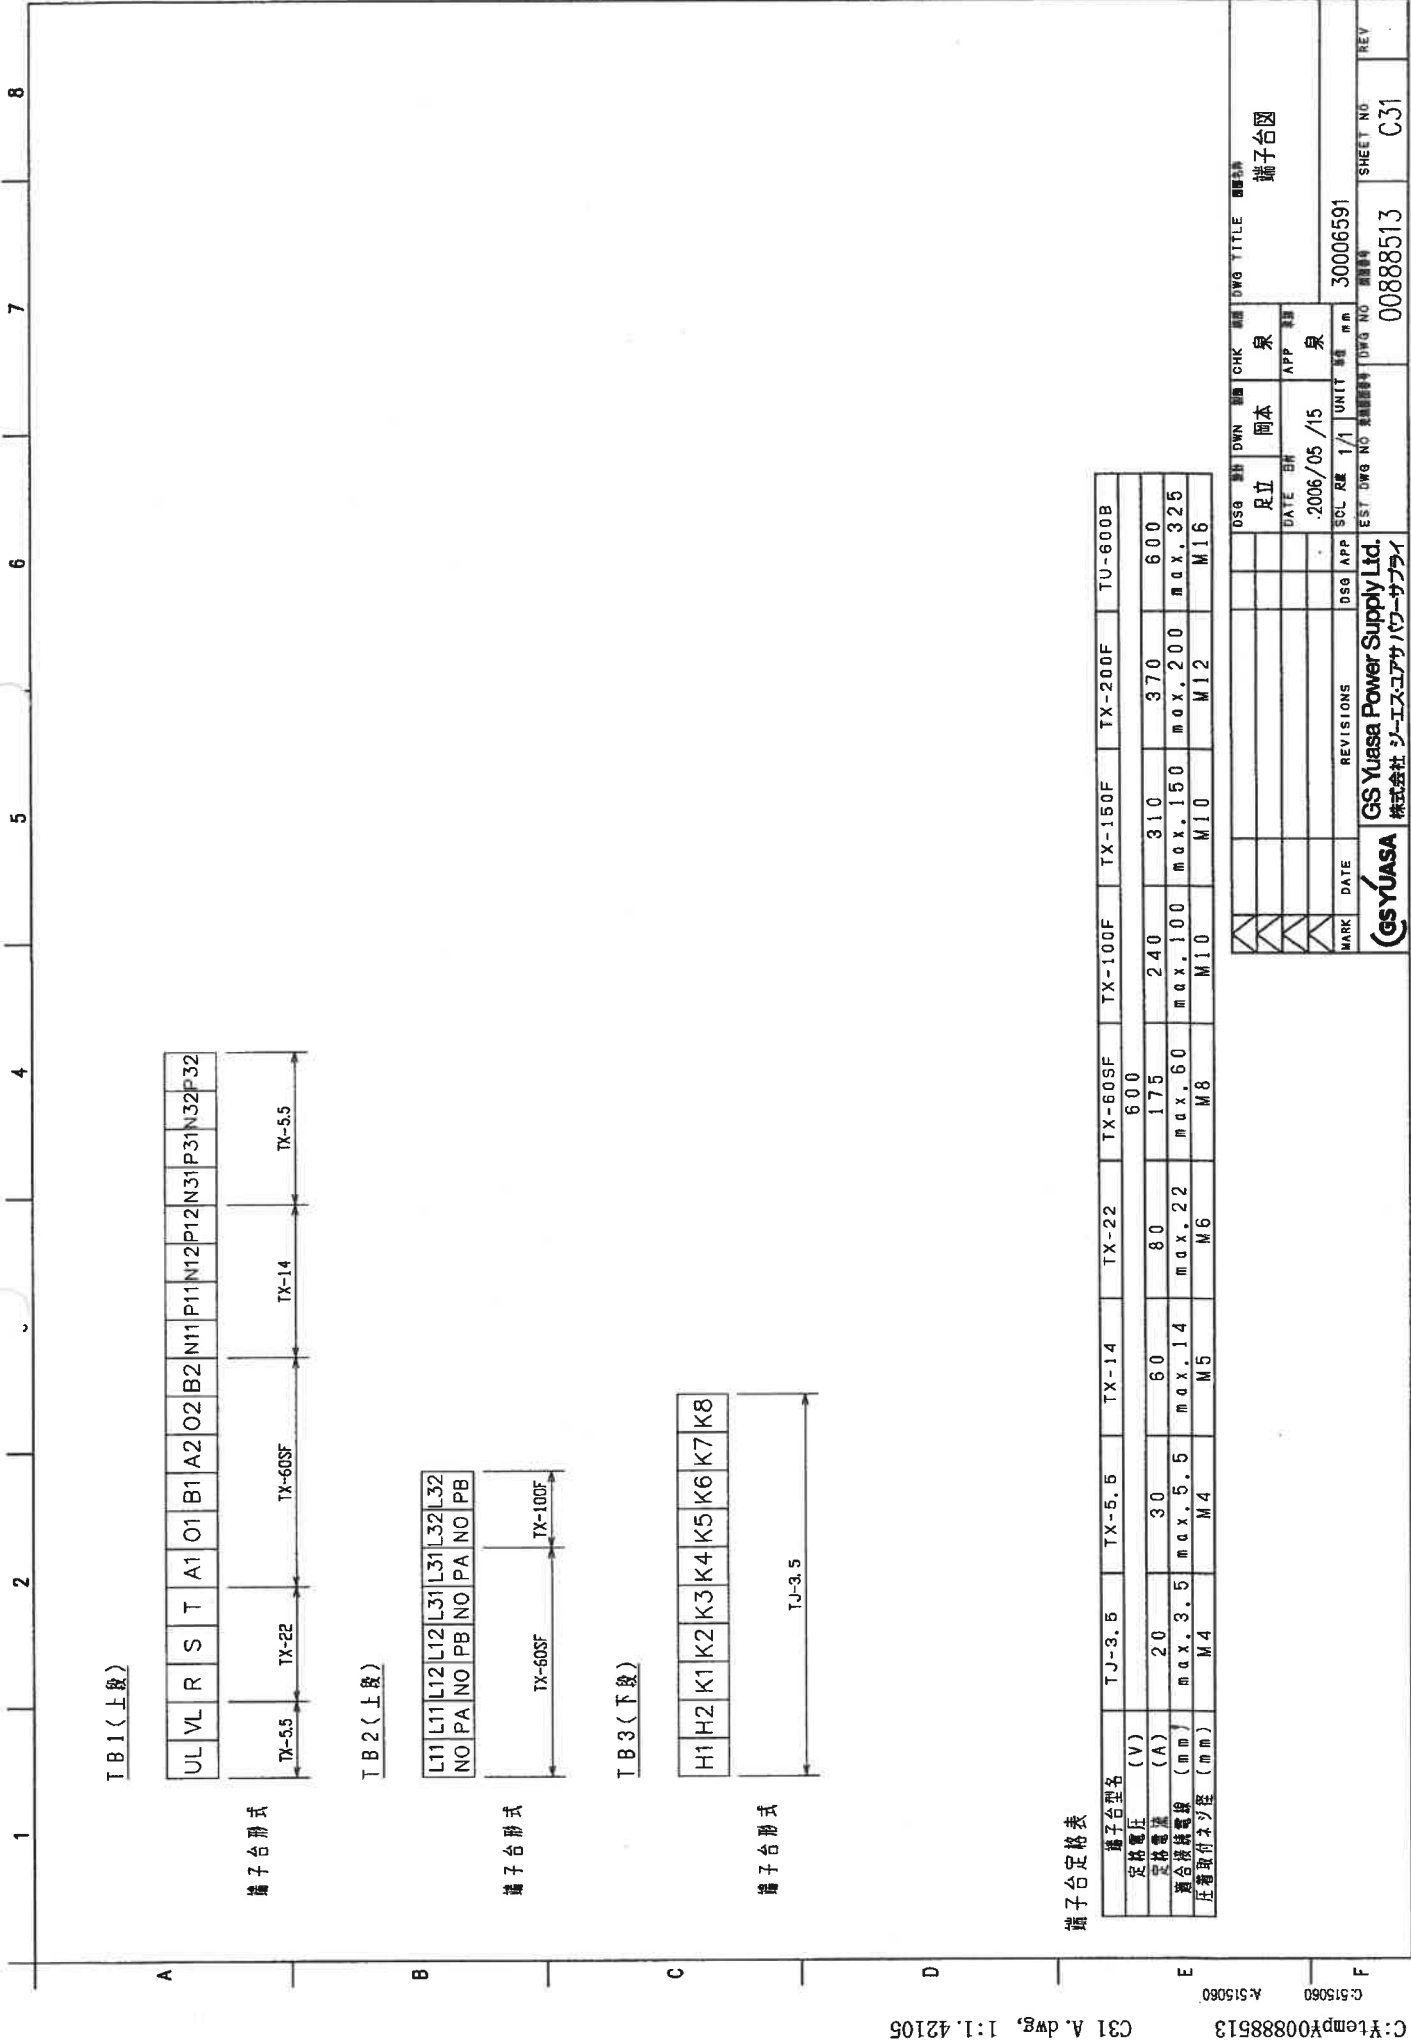 1 2 3 4 5 6 7 8
A
B
C
D
E
F
TB1(上段)
UL VL R S T A1 O1 B1 A2 O2 B2 N11 P11 N12 P12 N31 P31 N32 P32
端子台形式
TX-5.5 TX-22 TX-60SF TX-14 TX-5.5
TB2(上段)
L11 L11 L12 L12 L31 L31 L32 L32
NO PA NO PB NO PA NO PB
端子台形式
TX-60SF TX-100F
TB3(下段)
H1 H2 K1 K2 K3 K4 K5 K6 K7 K8
端子台形式
TJ-3.5
端子台定格表
端子台型名 TJ-3.5 TX-5.5 TX-14 TX-22 TX-60SF TX-100F TX-150F TX-200F TU-600B
定格電圧 (V) 600
定格電流 (A) 20 30 60 80 175 240 310 370 600
適合接続電線 (mm²) max.3.5 max.5.5 max.14 max.22 max.60 max.100 max.150 max.200 max.325
圧着取付ネジ径 (mm) M4 M4 M5 M6 M8 M10 M10 M12 M16
MARK DATE REVISIONS DSG APP
DSG 設計 DWN 製図 CHK 検図 DWG TITLE 図面名称
足立 岡本 泉 端子台図
DATE 日付 APP 承認
2006/05/15 泉
SCL 尺度 1/1 UNIT 単位 mm 30006591
GS YUASA
GS Yuasa Power Supply Ltd.
株式会社 ジーエス・ユアサ パワーサプライ
EST DWG NO DWG NO 図面番号 SHEET NO REV
00888513 C31
C:515060
A:515060
C:¥temp¥00888513 C31 A.dwg, 1:1.42105